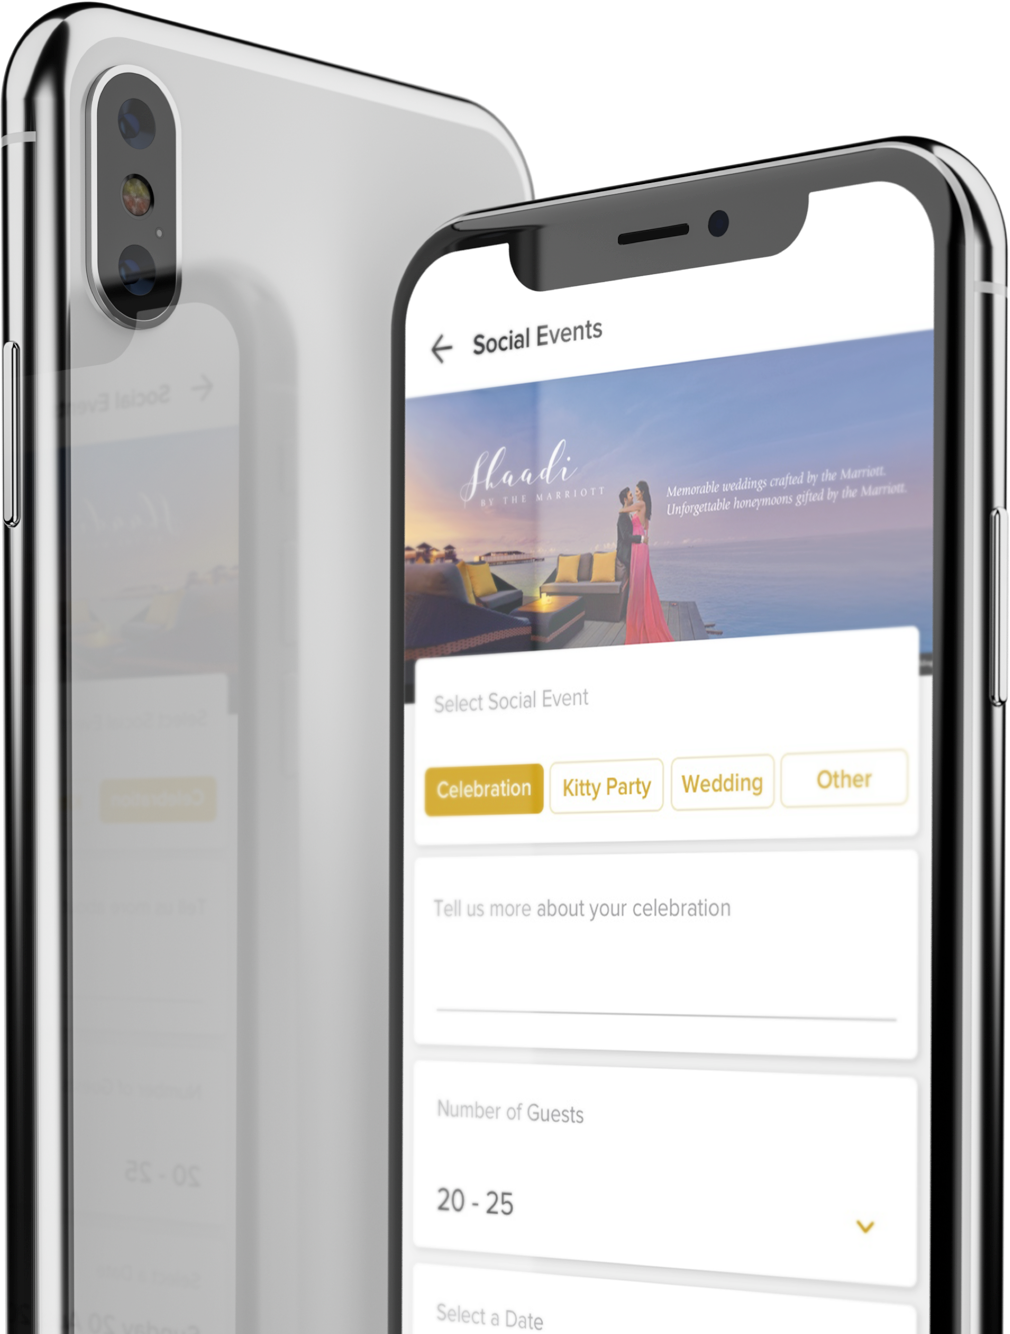 Social Events
Shaadi
BY THE MARRIOTT
Memorable weddings crafted by the Marriott.
Unforgettable honeymoons gifted by the Marriott.
Select Social Event
Celebration
Kitty Party
Wedding
Other
Tell us more about your celebration
Number of Guests
20 - 25
Select a Date